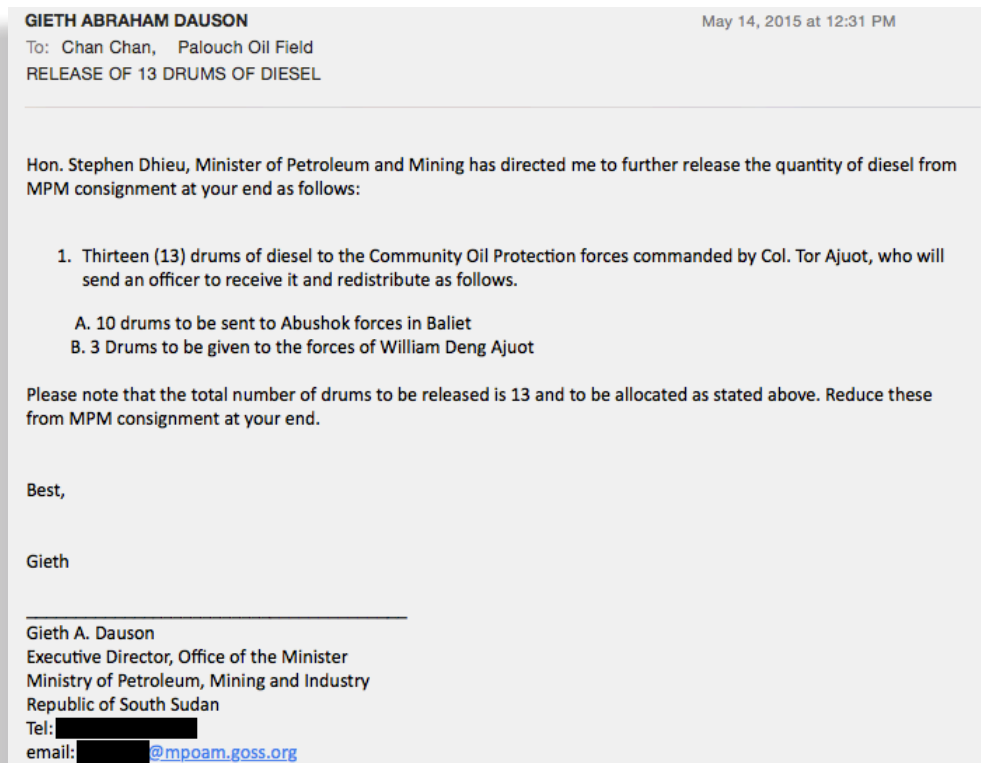 GIETH ABRAHAM DAUSON
May 14, 2015 at 12:31 PM
To: Chan Chan, Palouch Oil Field
RELEASE OF 13 DRUMS OF DIESEL
Hon. Stephen Dhieu, Minister of Petroleum and Mining has directed me to further release the quantity of diesel from
MPM consignment at your end as follows:
1. Thirteen (13) drums of diesel to the Community Oil Protection forces commanded by Col. Tor Ajuot, who will
send an officer to receive it and redistribute as follows.
A. 10 drums to be sent to Abushok forces in Baliet
B. 3 Drums to be given to the forces of William Deng Ajuot
Please note that the total number of drums to be released is 13 and to be allocated as stated above. Reduce these
from MPM consignment at your end.
Best,
Gieth
Gieth A. Dauson
Executive Director, Office of the Minister
Ministry of Petroleum, Mining and Industry
Republic of South Sudan
Tel:
email: @mpoam.goss.org